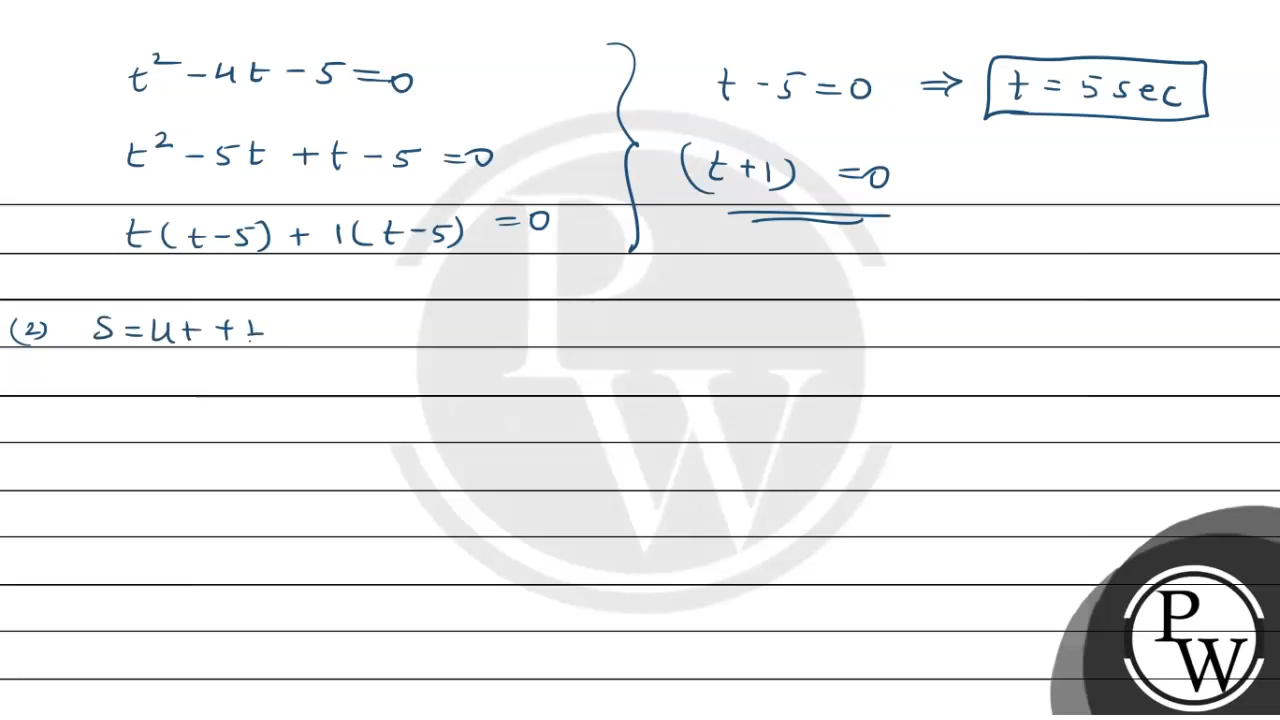 t² - 4t - 5 = 0
t² - 5t + t - 5 = 0
t(t-5) + 1(t-5) = 0
t - 5 = 0 ⇒ t = 5 sec
(t+1) = 0
(2) S = ut + 1
PW
PW